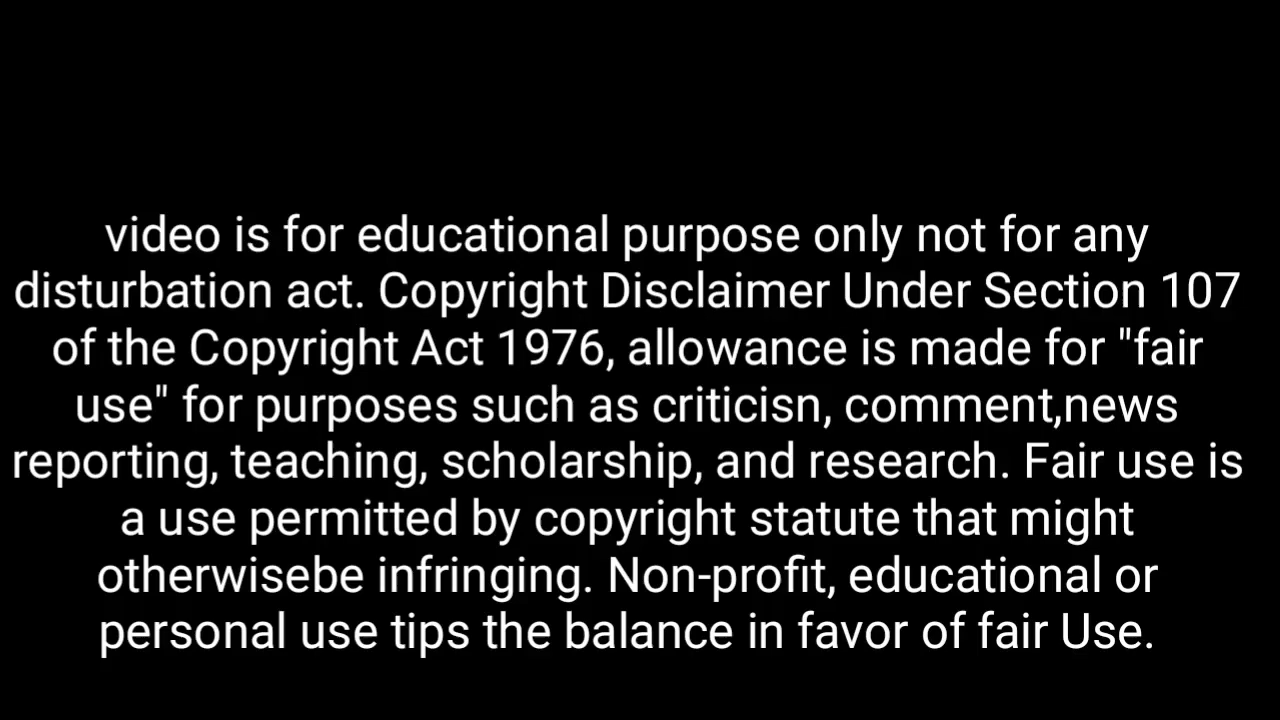 video is for educational purpose only not for any
disturbation act. Copyright Disclaimer Under Section 107
of the Copyright Act 1976, allowance is made for "fair
use" for purposes such as criticisn, comment,news
reporting, teaching, scholarship, and research. Fair use is
a use permitted by copyright statute that might
otherwisebe infringing. Non-profit, educational or
personal use tips the balance in favor of fair Use.